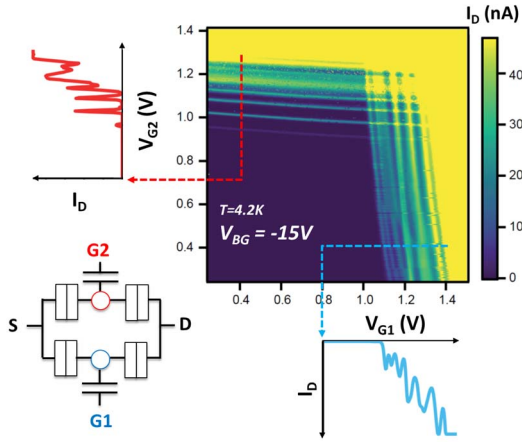 I_D (nA)
V_G2 (V)
1.4
1.2
1.0
0.8
0.6
0.4
T=4.2K
V_BG = -15V
0.4 0.6 0.8 1.0 1.2 1.4
V_G1 (V)
40
30
20
10
0
I_D
G2
S
D
G1
I_D